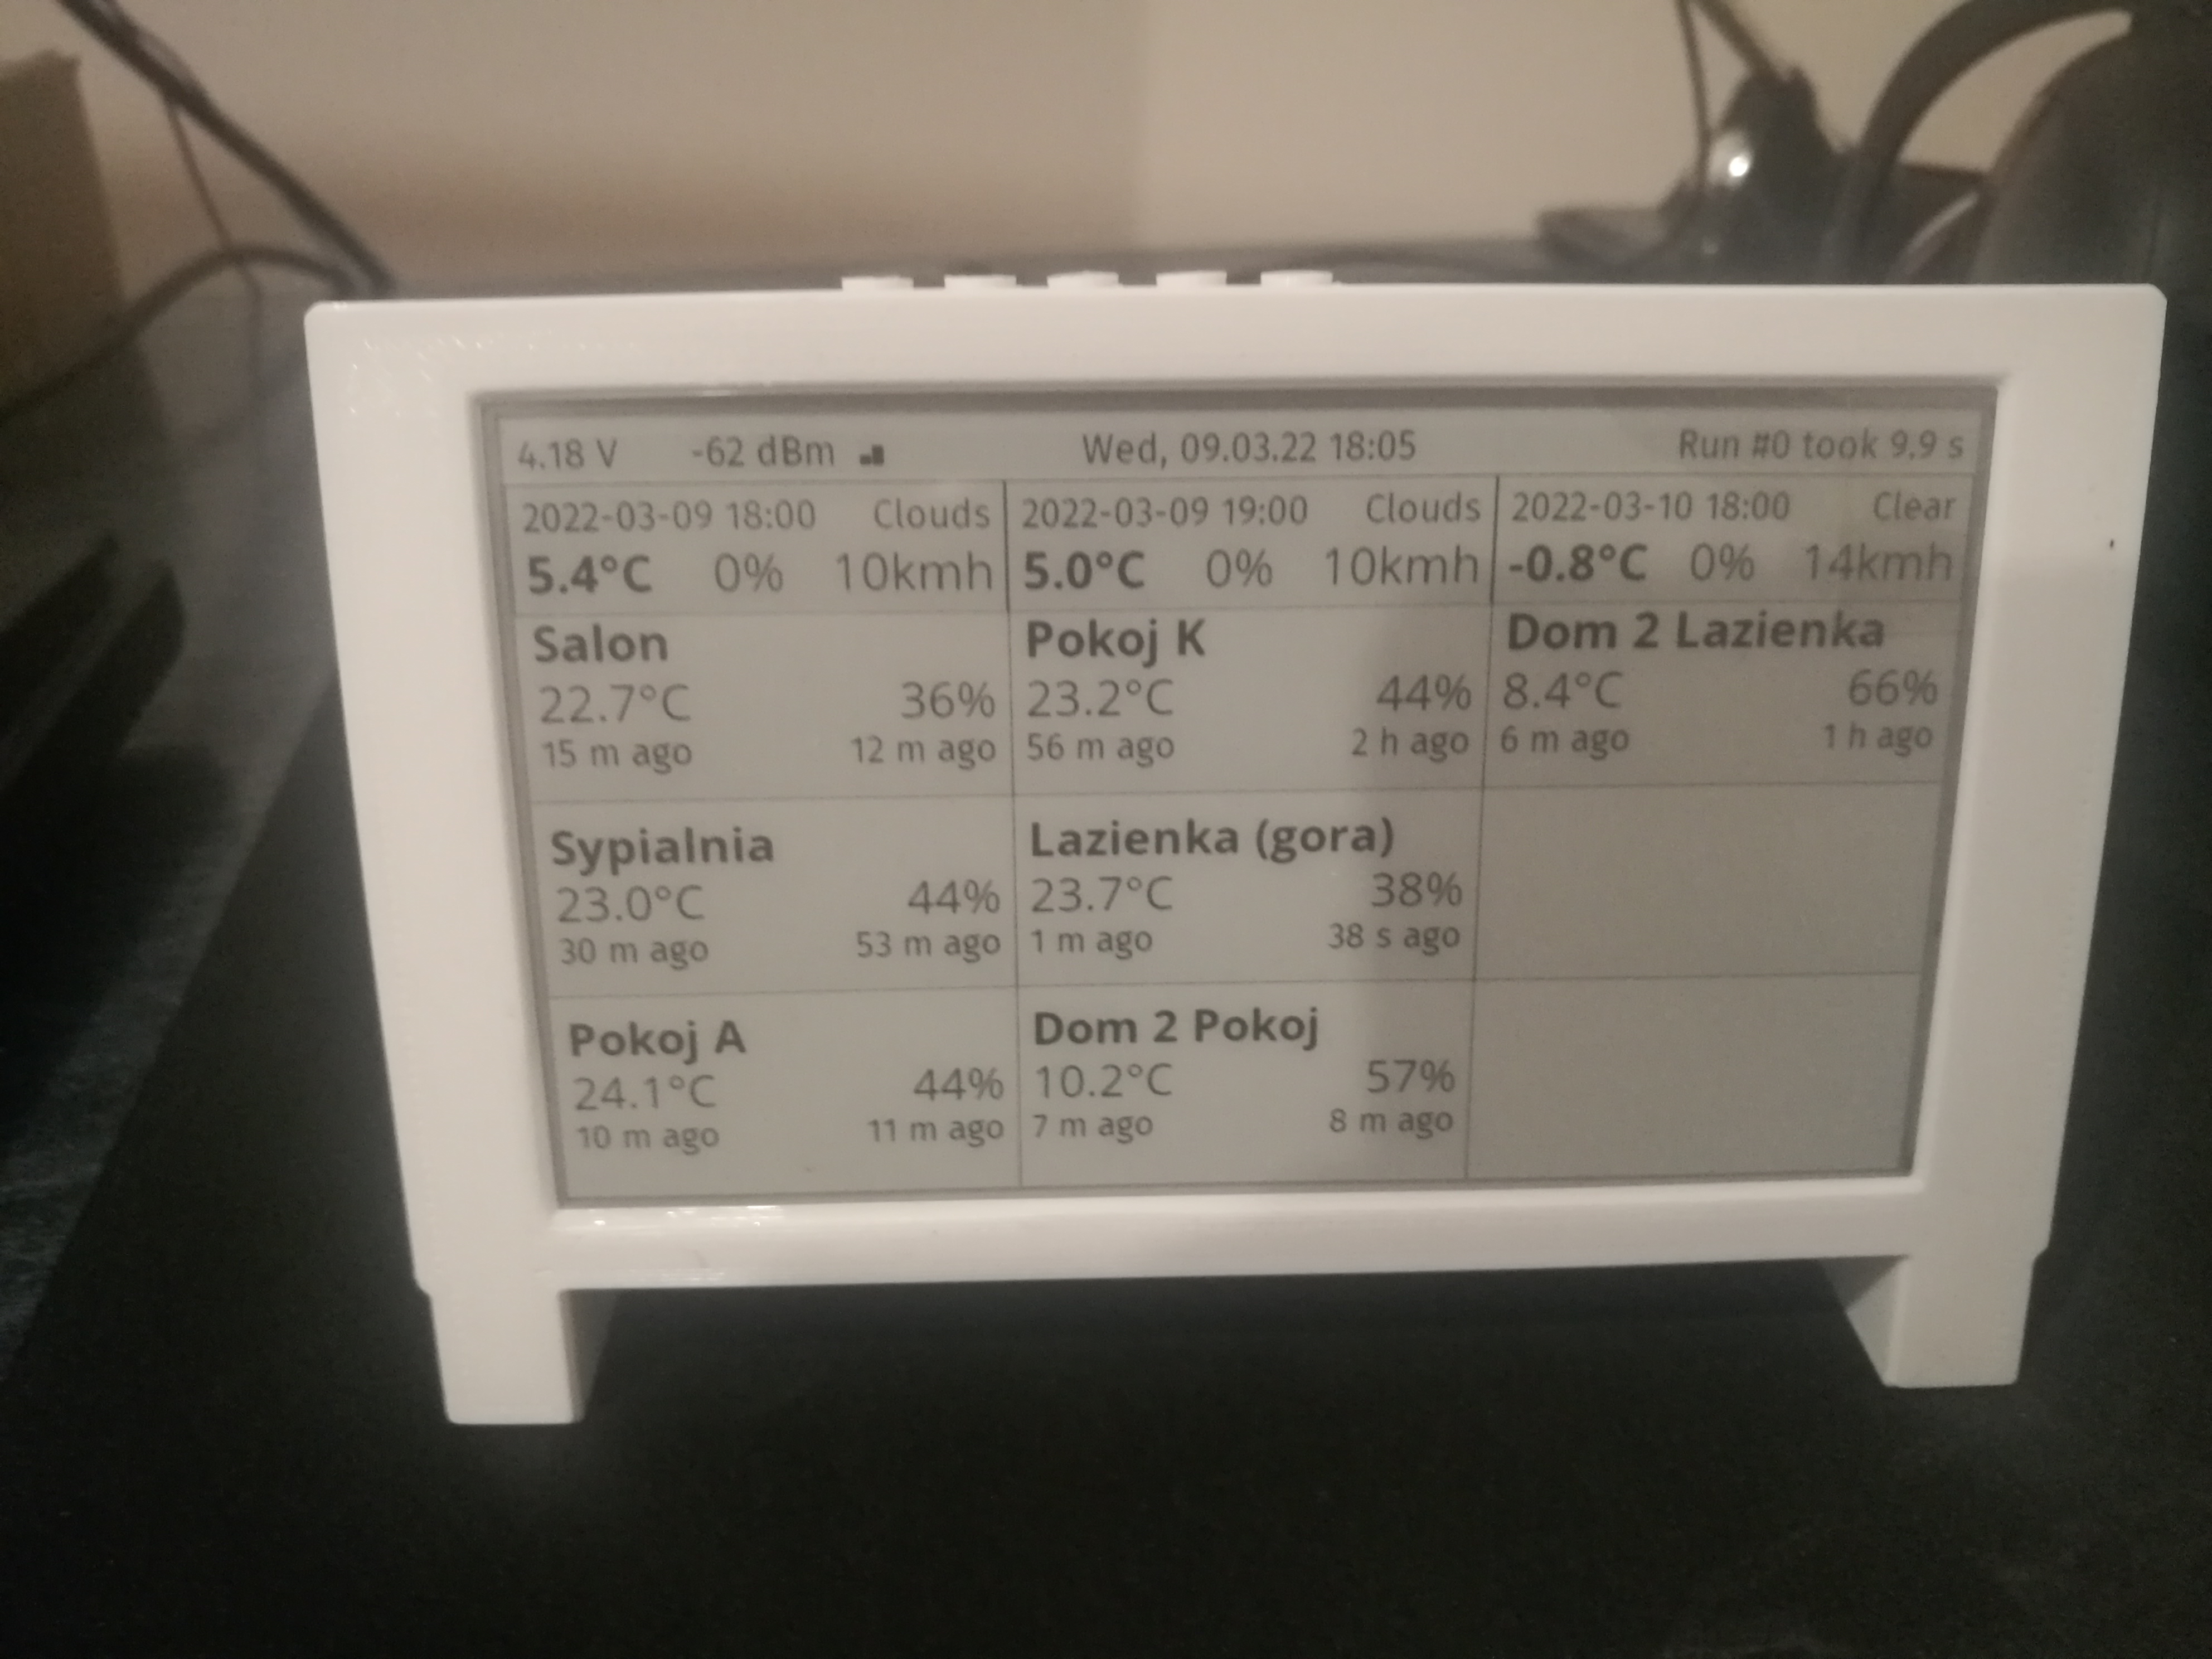 4.18 V -62 dBm Wed, 09.03.22 18:05 Run #0 took 9.9 s
2022-03-09 18:00 Clouds
5.4°C 0% 10kmh
2022-03-09 19:00 Clouds
5.0°C 0% 10kmh
2022-03-10 18:00 Clear
-0.8°C 0% 14kmh
Salon
22.7°C 36%
15 m ago 12 m ago
Pokoj K
23.2°C 44%
56 m ago 2 h ago
Dom 2 Lazienka
8.4°C 66%
6 m ago 1 h ago
Sypialnia
23.0°C 44%
30 m ago 53 m ago
Lazienka (gora)
23.7°C 38%
1 m ago 38 s ago
Pokoj A
24.1°C 44%
10 m ago 11 m ago
Dom 2 Pokoj
10.2°C 57%
7 m ago 8 m ago